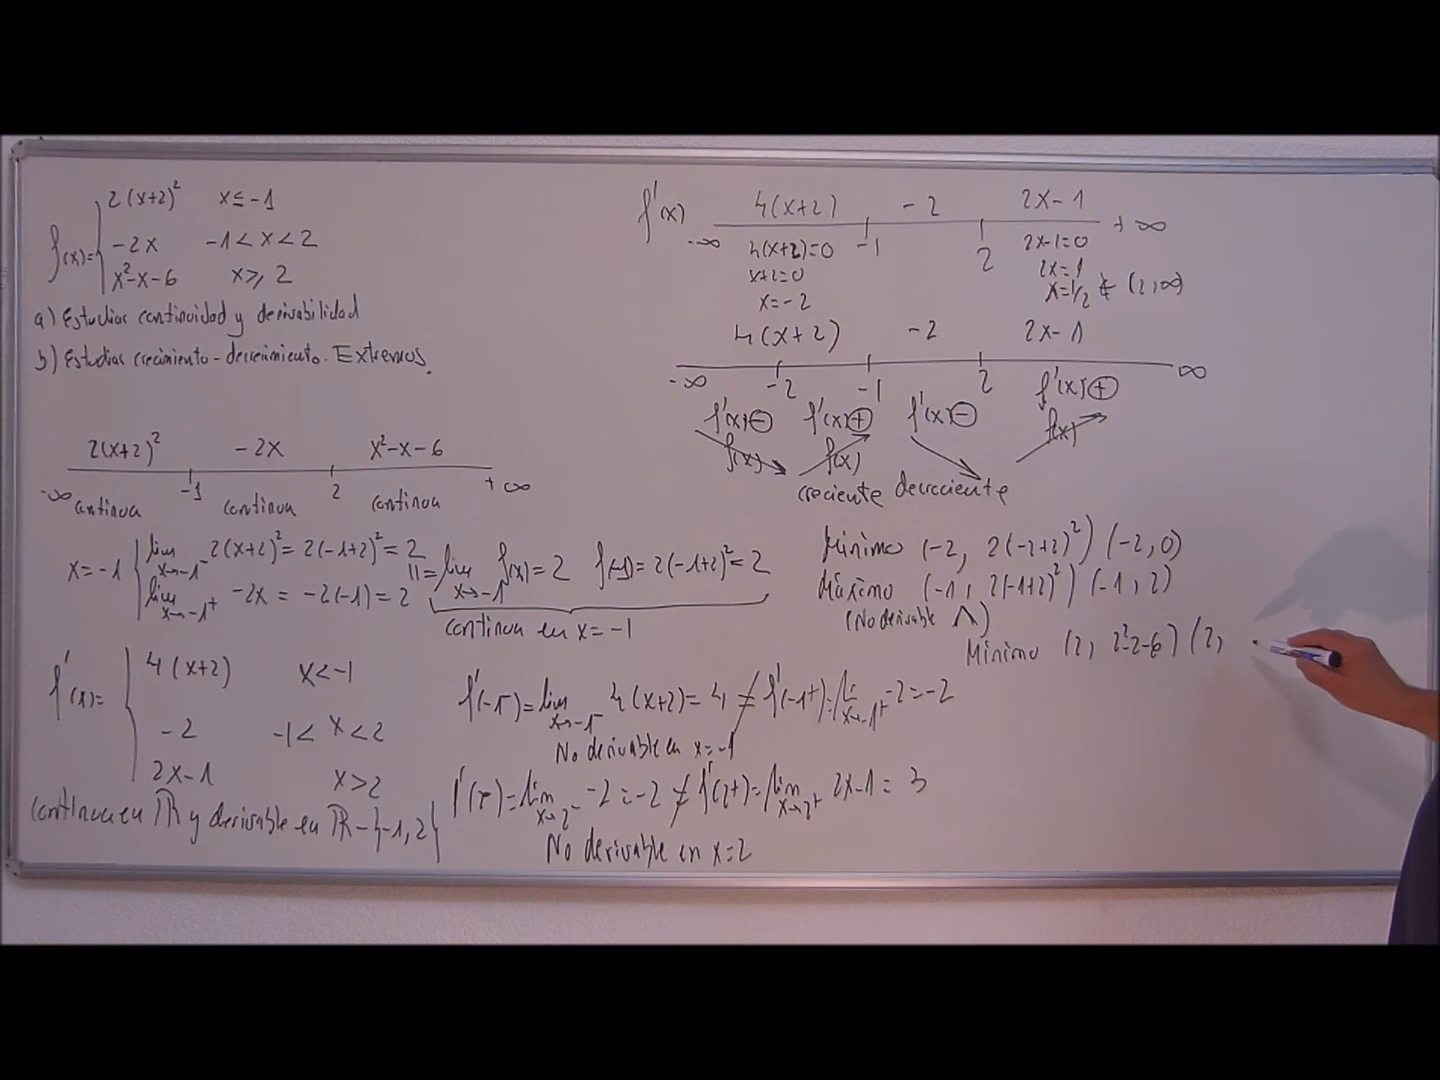 f(x)= { 2(x+2)² x≤-1
-2x -1<x<2
x²-x-6 x≥2
a) Estudiar continuidad y derivabilidad
b) Estudiar crecimiento-decrecimiento. Extremos.
2(x+2)² -2x x²-x-6
-∞ -1 2 +∞
continua continua continua
x=-1 { lim x→-1⁻ 2(x+2)²= 2(-1+2)²= 2
lim x→-1⁺ -2x = -2(-1) = 2
= lim x→-1 f(x)= 2 f(-1)= 2(-1+2)²= 2
continua en x= -1
f'(x)= { 4(x+2) x<-1
-2 -1< x<2
2x-1 x>2
continua en ℝ y derivable en ℝ-{-1,2}
f'(-1⁻)= lim x→-1⁻ 4(x+2)= 4 ≠ f'(-1⁺)= lim x→-1⁺ -2=-2
No derivable en x=-1
f'(2⁻)= lim x→2⁻ -2=-2 ≠ f'(2⁺)= lim x→2⁺ 2x-1= 3
No derivable en x=2
f'(x) 4(x+2) -2 2x-1
-∞ -1 2 +∞
4(x+2)=0 2x-1=0
x+2=0 2x=1
x=-2 x=1/2 ∉ (2,∞)
4(x+2) -2 2x-1
-∞ -2 -1 2 ∞
f'(x)⊖ f'(x)⊕ f'(x)⊖ f'(x)⊕
f(x) f(x) f(x)
creciente decreciente
Mínimo (-2, 2(-2+2)²) (-2,0)
Máximo (-1, 2(-1+2)²) (-1, 2)
(No derivable ⋀)
Mínimo (2, 2²-2-6) (2,